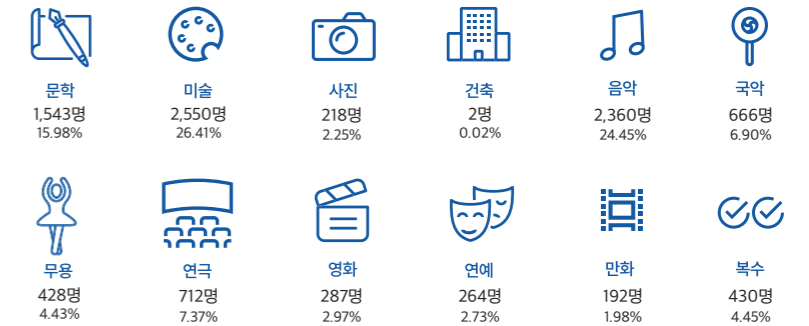 문학 미술 사진 건축 음악 국악
1,543명 2,550명 218명 2명 2,360명 666명
15.98% 26.41% 2.25% 0.02% 24.45% 6.90%
무용 연극 영화 연예 만화 복수
428명 712명 287명 264명 192명 430명
4.43% 7.37% 2.97% 2.73% 1.98% 4.45%